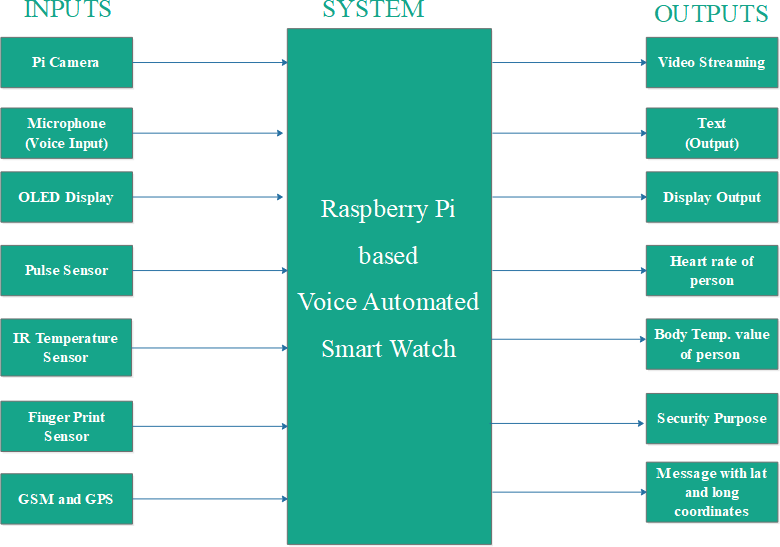 INPUTS
SYSTEM
OUTPUTS
Pi Camera
Microphone
(Voice Input)
OLED Display
Pulse Sensor
IR Temperature
Sensor
Finger Print
Sensor
GSM and GPS
Raspberry Pi
based
Voice Automated
Smart Watch
Video Streaming
Text
(Output)
Display Output
Heart rate of
person
Body Temp. value
of person
Security Purpose
Message with lat
and long
coordinates